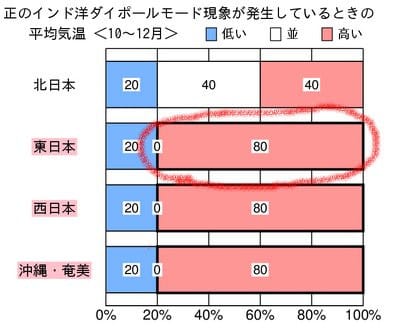 正のインド洋ダイポールモード現象が発生しているときの
平均気温 <10~12月> 低い 並 高い
北日本 20 40 40
東日本 20 0 80
西日本 20 0 80
沖縄・奄美 20 0 80
0% 20% 40% 60% 80% 100%